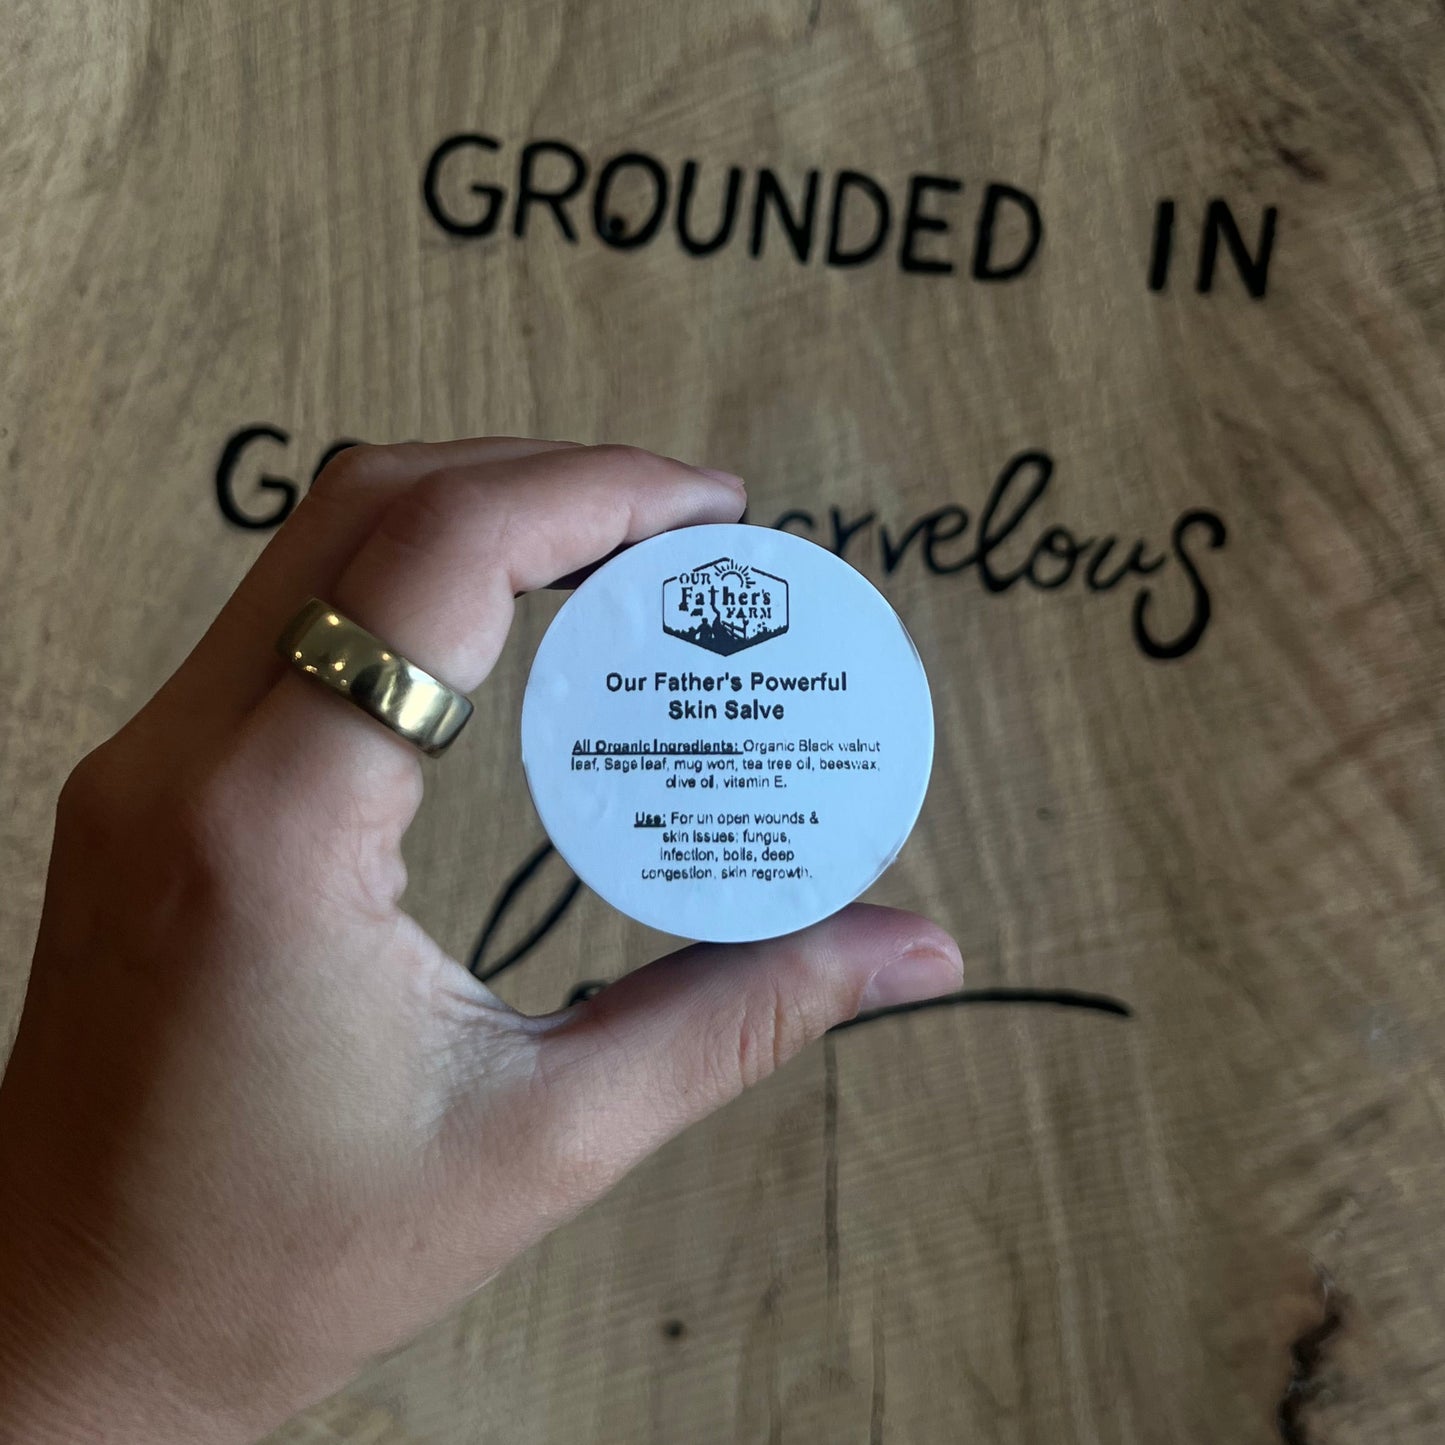 GROUNDED IN
OUR
Father's
FARM
Our Father's Powerful
Skin Salve
All Organic Ingredients: Organic Black walnut
leaf, Sage leaf, mug wort, tea tree oil, beeswax,
olive oil, vitamin E.
Use: For un open wounds &
skin issues: fungus,
infection, boils, deep
congestion, skin regrowth.